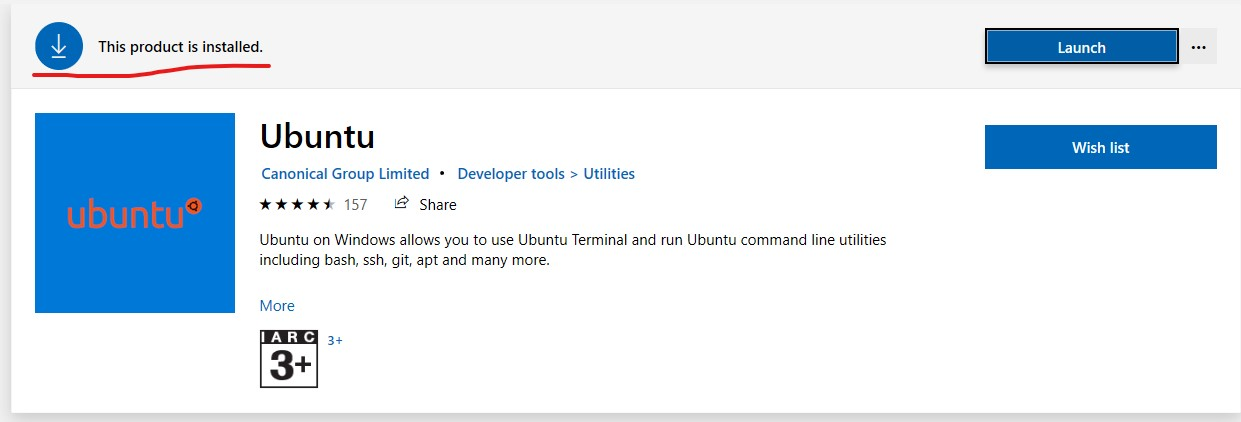 This product is installed.
Launch
...
Ubuntu
Canonical Group Limited • Developer tools > Utilities
157 Share
Wish list
ubuntu
Ubuntu on Windows allows you to use Ubuntu Terminal and run Ubuntu command line utilities
including bash, ssh, git, apt and many more.
More
IARC
3+
3+